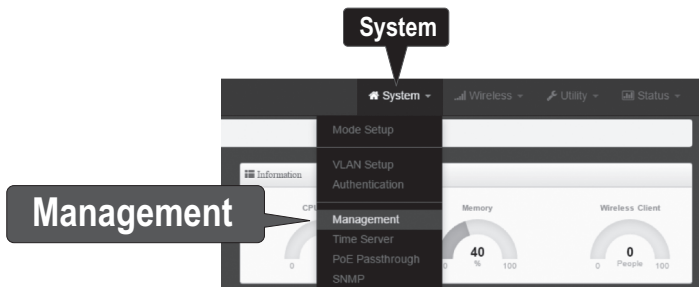 System
System Wireless Utility Status
Mode Setup
Information
VLAN Setup
Authentication
Management
Management
Memory
Wireless Client
Time Server
PoE Passthrough
SNMP
0
40
%
0
100
0
0
People
100